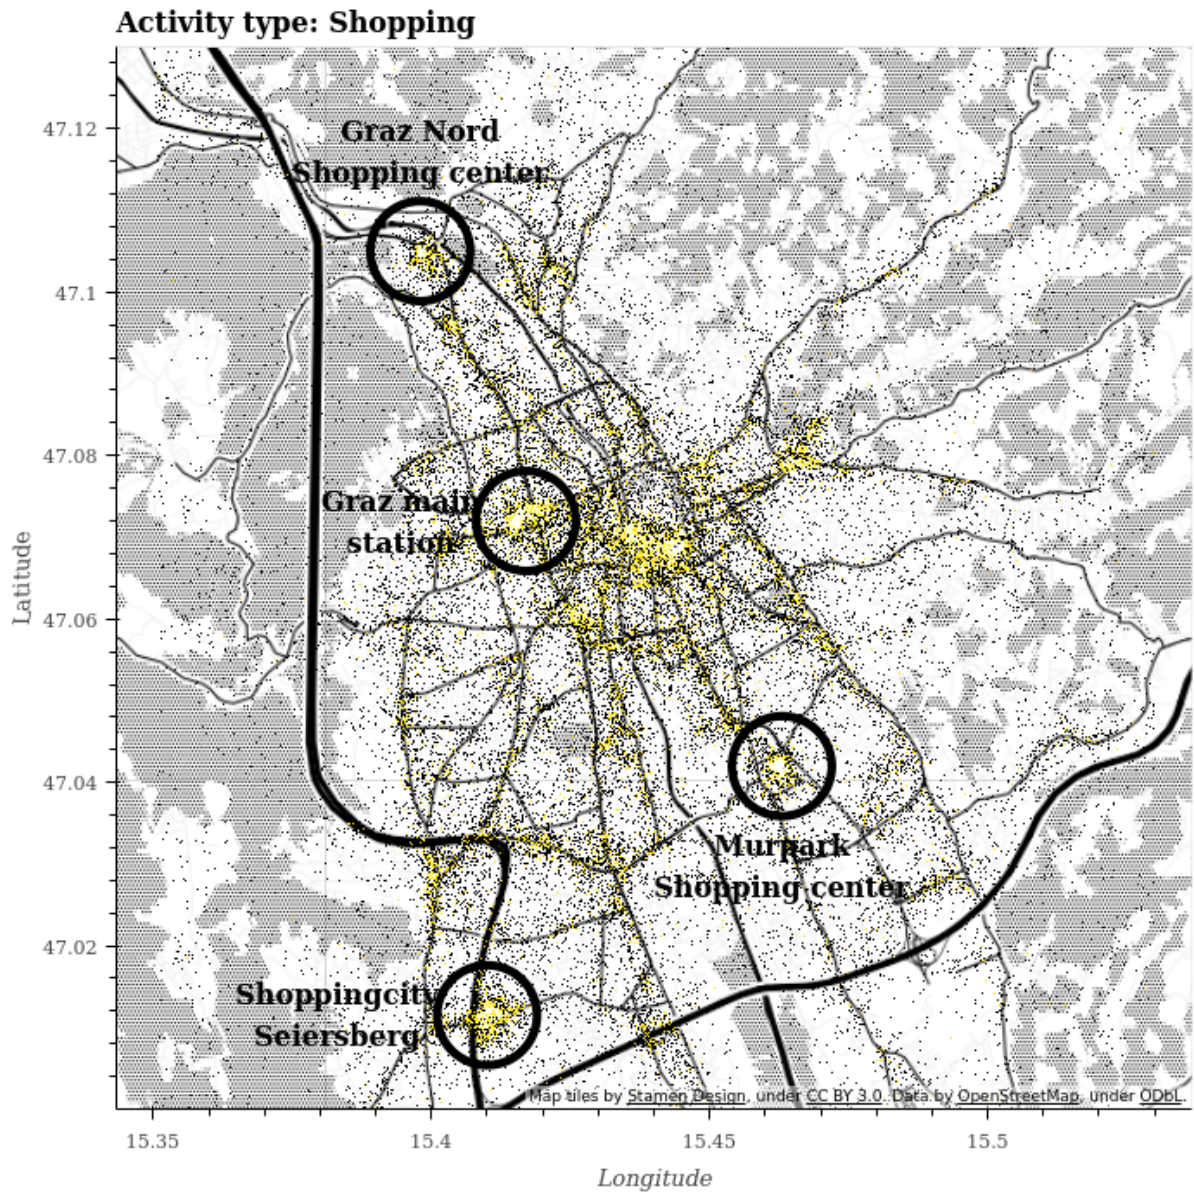 Activity type: Shopping
Graz Nord
Shopping center
Graz main
station
Murpark
Shopping center
Shoppingcity
Seiersberg
47.12
47.1
47.08
47.06
47.04
47.02
Latitude
Map tiles by Stamen Design, under CC BY 3.0. Data by OpenStreetMap, under ODbL.
15.35
15.4
15.45
15.5
Longitude